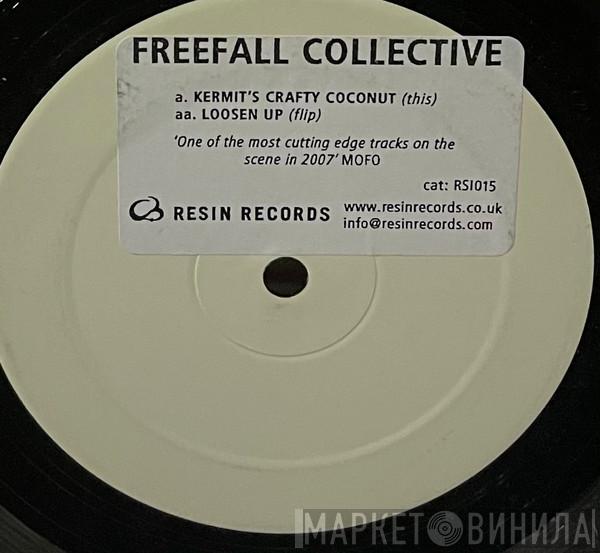 FREEFALL COLLECTIVE
a. KERMIT'S CRAFTY COCONUT (this)
aa. LOOSEN UP (flip)
'One of the most cutting edge tracks on the
scene in 2007' MOFO
cat: RSI015
RESIN RECORDS
www.resinrecords.co.uk
info@resinrecords.com
МАРКЕТ ВИНИЛА